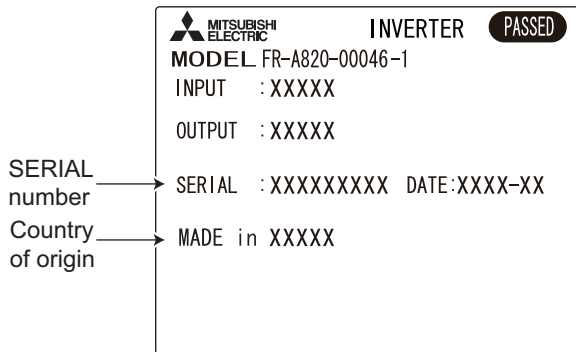 MITSUBISHI
ELECTRIC
INVERTER PASSED
MODEL FR-A820-00046-1
INPUT :XXXXX
OUTPUT :XXXXX
SERIAL number
SERIAL :XXXXXXXXX DATE:XXXX-XX
Country of origin
MADE in XXXXX